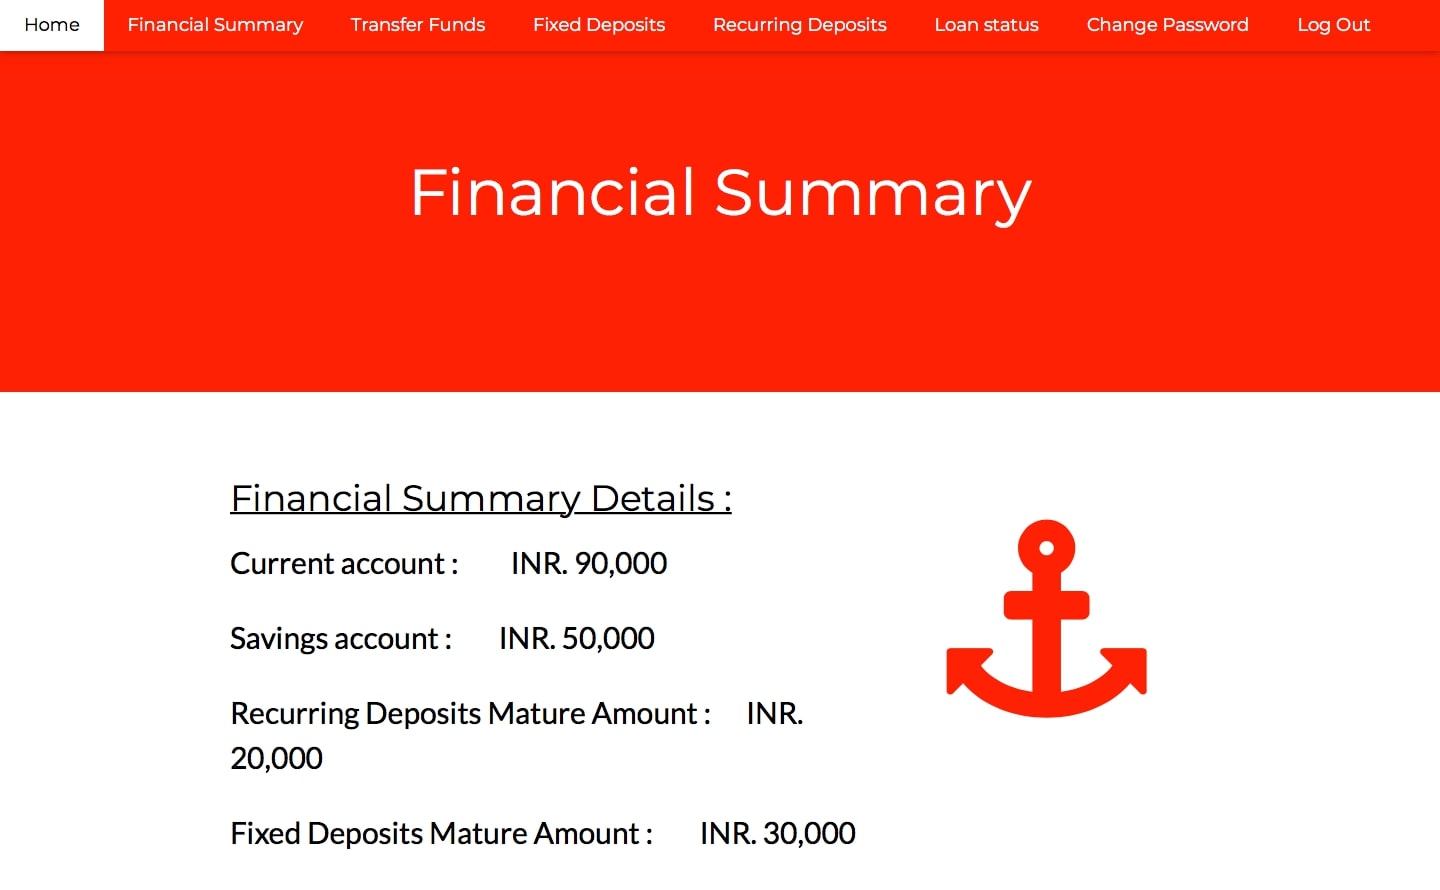 Home Financial Summary Transfer Funds Fixed Deposits Recurring Deposits Loan status Change Password Log Out
Financial Summary
Financial Summary Details :
Current account : INR. 90,000
Savings account : INR. 50,000
Recurring Deposits Mature Amount : INR.
20,000
Fixed Deposits Mature Amount : INR. 30,000